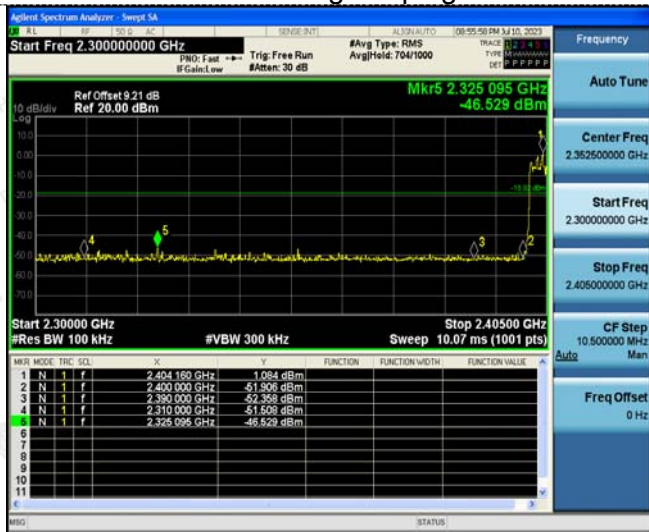 Agilent Spectrum Analyzer - Swept SA
RL RF 50 Ω AC SENSE:INT ALIGN AUTO 08:55:58 PM Jul 10, 2023
Start Freq 2.300000000 GHz
PNO: Fast
IFGain:Low
Trig: Free Run
#Atten: 30 dB
#Avg Type: RMS
Avg|Held: 704/1000
TRACE 1 2 3 4 5
TYPE
DET P P P P P P
Ref Offset 9.21 dB
Ref 20.00 dBm
10 dB/div
Log
Mkr5 2.325 095 GHz
-46.529 dBm
10.0
0.00
-10.0
-20.0
-30.0
-40.0
-50.0
-60.0
-70.0
1
2
3
4
5
Start 2.30000 GHz
Stop 2.40500 GHz
#Res BW 100 kHz
#VBW 300 kHz
Sweep 10.07 ms (1001 pts)
MKR MODE TRC SCL X Y FUNCTION FUNCTION WIDTH FUNCTION VALUE
1 N 1 f 2.404 160 GHz 1.084 dBm
2 N 1 f 2.400 000 GHz -51.906 dBm
3 N 1 f 2.390 000 GHz -52.358 dBm
4 N 1 f 2.310 000 GHz -51.508 dBm
5 N 1 f 2.325 095 GHz -46.529 dBm
6
7
8
9
10
11
MSG
STATUS
Frequency
Auto Tune
Center Freq
2.352500000 GHz
Start Freq
2.300000000 GHz
Stop Freq
2.405000000 GHz
CF Step
10.500000 MHz
Auto Man
Freq Offset
0 Hz